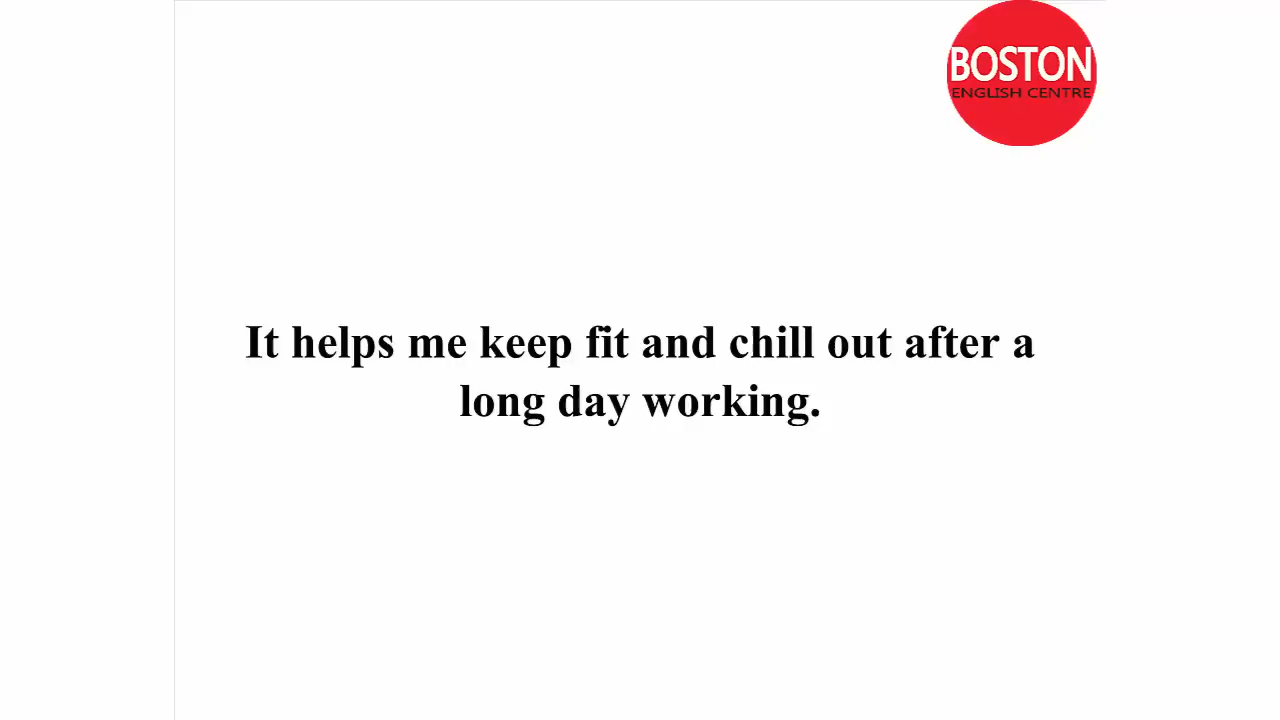 BOSTON
ENGLISH CENTRE
It helps me keep fit and chill out after a
long day working.